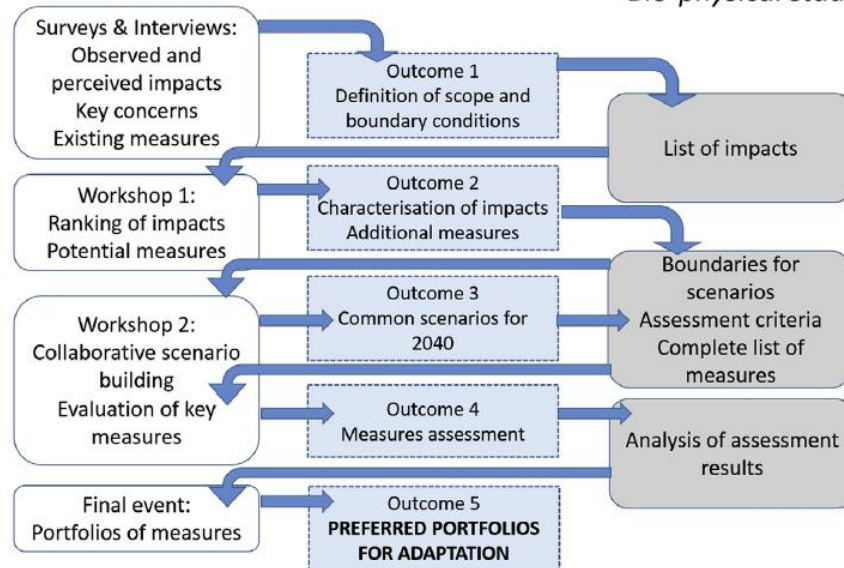 Bio-physical
Surveys & Interviews:
Observed and
perceived impacts
Key concerns
Existing measures
Outcome 1
Definition of scope and
boundary conditions
List of impacts
Workshop 1:
Ranking of impacts
Potential measures
Outcome 2
Characterisation of impacts
Additional measures
Boundaries for
scenarios
Assessment criteria
Complete list of
measures
Workshop 2:
Collaborative scenario
building
Evaluation of key
measures
Outcome 3
Common scenarios for
2040
Outcome 4
Measures assessment
Analysis of assessment
results
Final event:
Portfolios of measures
Outcome 5
PREFERRED PORTFOLIOS
FOR ADAPTATION